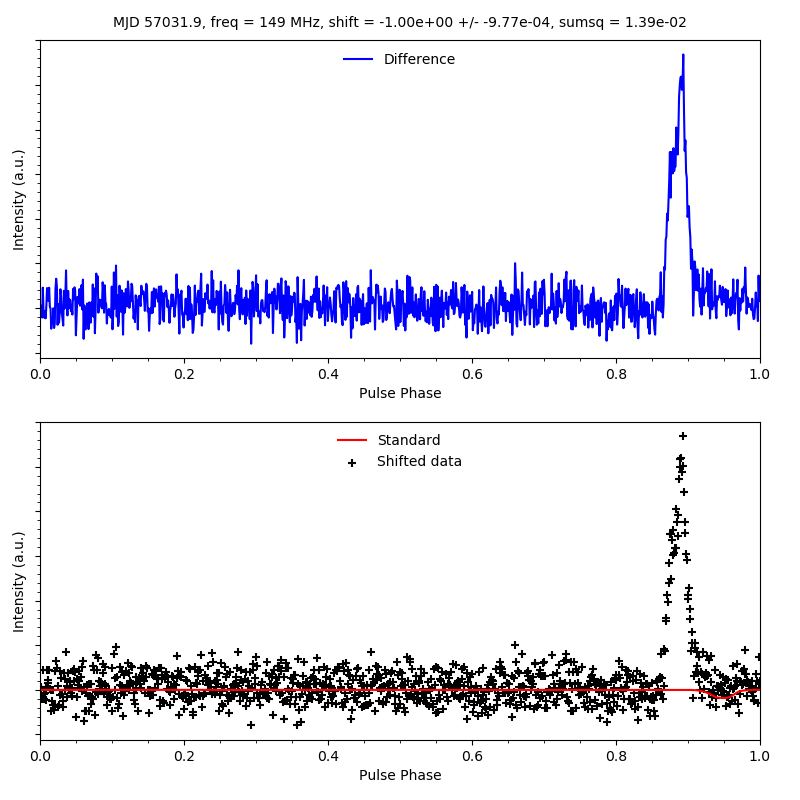 MJD 57031.9, freq = 149 MHz, shift = -1.00e+00 +/- -9.77e-04, sumsq = 1.39e-02
Difference
Intensity (a.u.)
0.0 0.2 0.4 0.6 0.8 1.0
Pulse Phase
Standard
Shifted data
Intensity (a.u.)
0.0 0.2 0.4 0.6 0.8 1.0
Pulse Phase